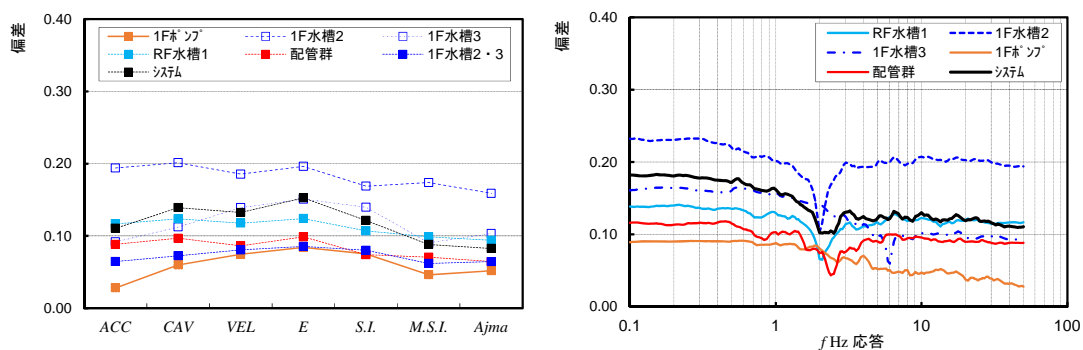 偏差
0.40
0.30
0.20
0.10
0.00
1Fﾎﾟﾝﾌﾟ 1F水槽2 1F水槽3
RF水槽1 配管群 1F水槽2・3
ｼｽﾃﾑ
ACC CAV VEL E S.I. M.S.I. Ajma
偏差
0.40
0.30
0.20
0.10
0.00
RF水槽1 1F水槽2
1F水槽3 1Fﾎﾟﾝﾌﾟ
配管群 ｼｽﾃﾑ
0.1 1 10 100
f Hz 応答